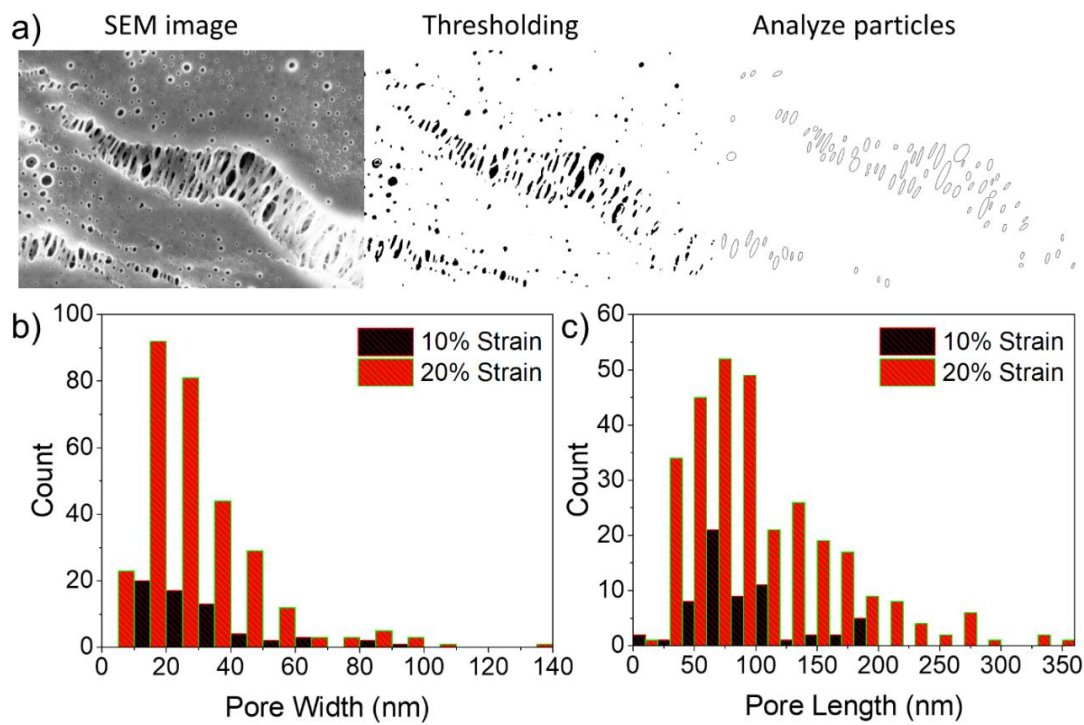 a) SEM image Thresholding Analyze particles
b) c)
100
80
60
40
20
0
Count
10% Strain
20% Strain
0 20 40 60 80 100 120 140
Pore Width (nm)
60
50
40
30
20
10
0
Count
10% Strain
20% Strain
0 50 100 150 200 250 300 350
Pore Length (nm)